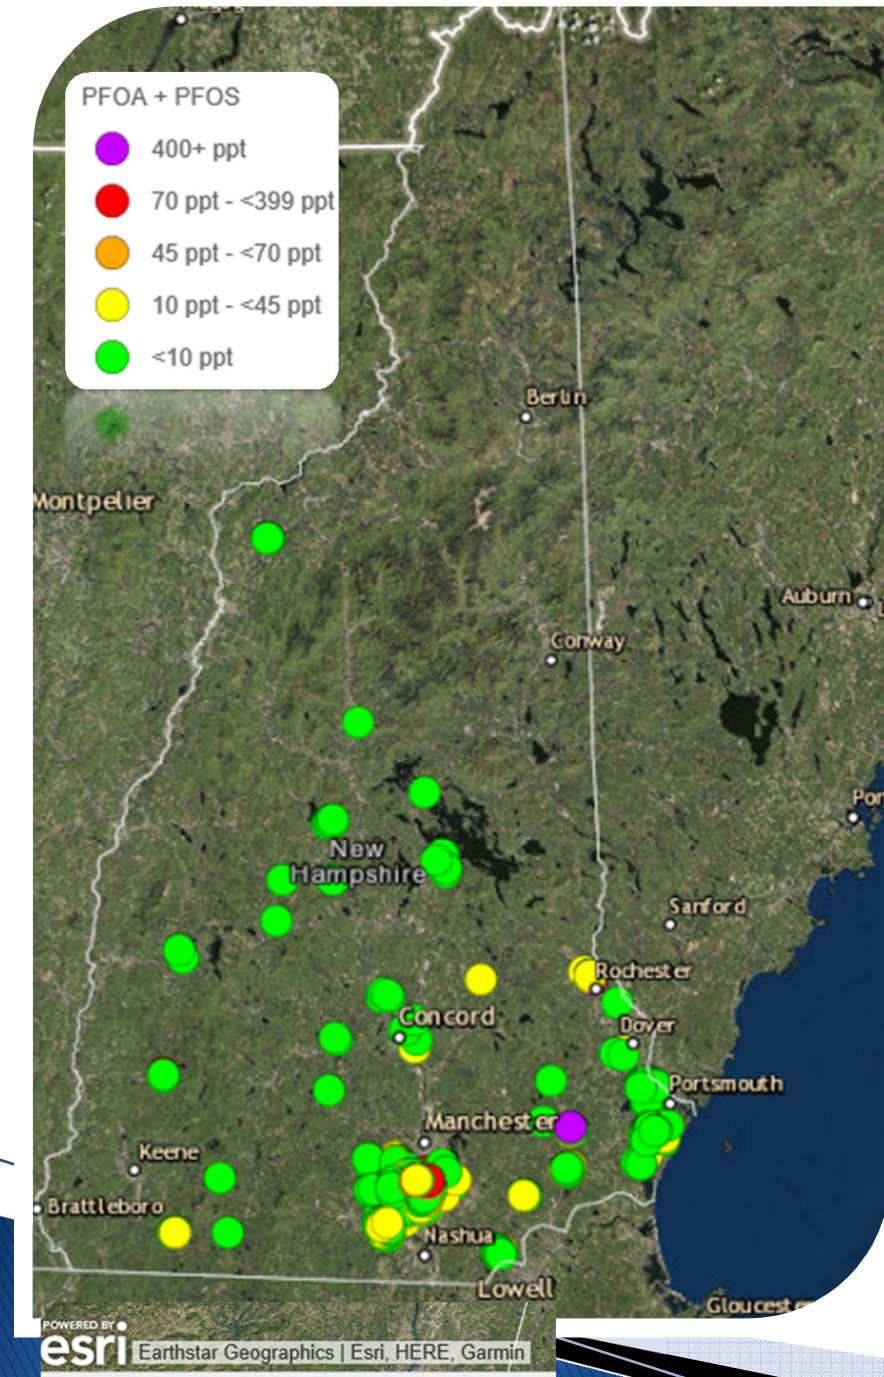 PFOA + PFOS
400+ ppt
70 ppt - <399 ppt
45 ppt - <70 ppt
10 ppt - <45 ppt
<10 ppt
Berlin
Montpelier
Auburn
Conway
Por
New
Hampshire
Sanford
Rochester
Concord
Dover
Portsmouth
Manchester
Keene
Brattleboro
Nashua
Lowell
Gloucest
POWERED BY
esri
Earthstar Geographics | Esri, HERE, Garmin